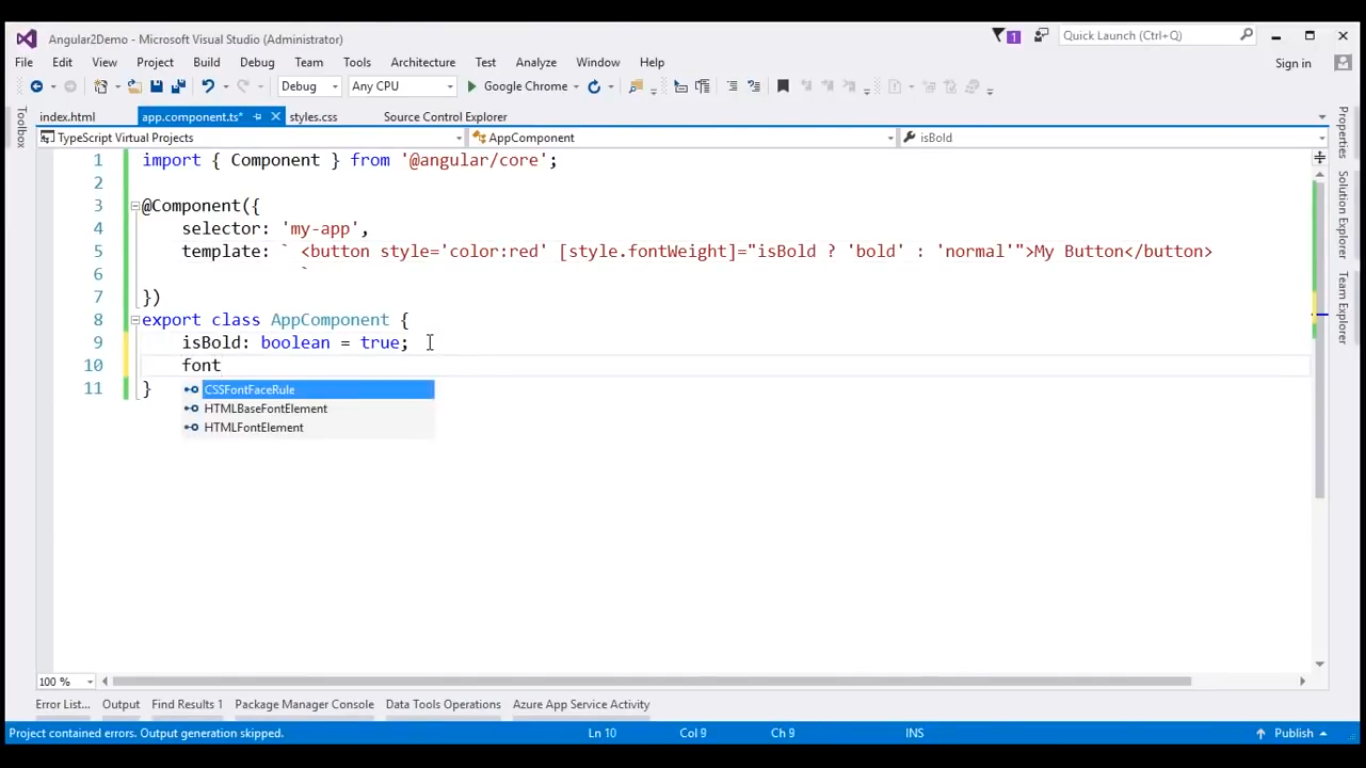 Angular2Demo - Microsoft Visual Studio (Administrator)
1
Quick Launch (Ctrl+Q)
File Edit View Project Build Debug Team Tools Architecture Test Analyze Window Help
Sign in
Debug Any CPU Google Chrome
index.html app.component.ts* styles.css Source Control Explorer
TypeScript Virtual Projects AppComponent isBold
Toolbox
1 import { Component } from '@angular/core';
2
3 @Component({
4 selector: 'my-app',
5 template: ` <button style='color:red' [style.fontWeight]="isBold ? 'bold' : 'normal'">My Button</button>
6 `
7 })
8 export class AppComponent {
9 isBold: boolean = true;
10 font
11 }
CSSFontFaceRule
HTMLBaseFontElement
HTMLFontElement
Properties
Solution Explorer
Team Explorer
100 %
Error List... Output Find Results 1 Package Manager Console Data Tools Operations Azure App Service Activity
Project contained errors. Output generation skipped. Ln 10 Col 9 Ch 9 INS Publish